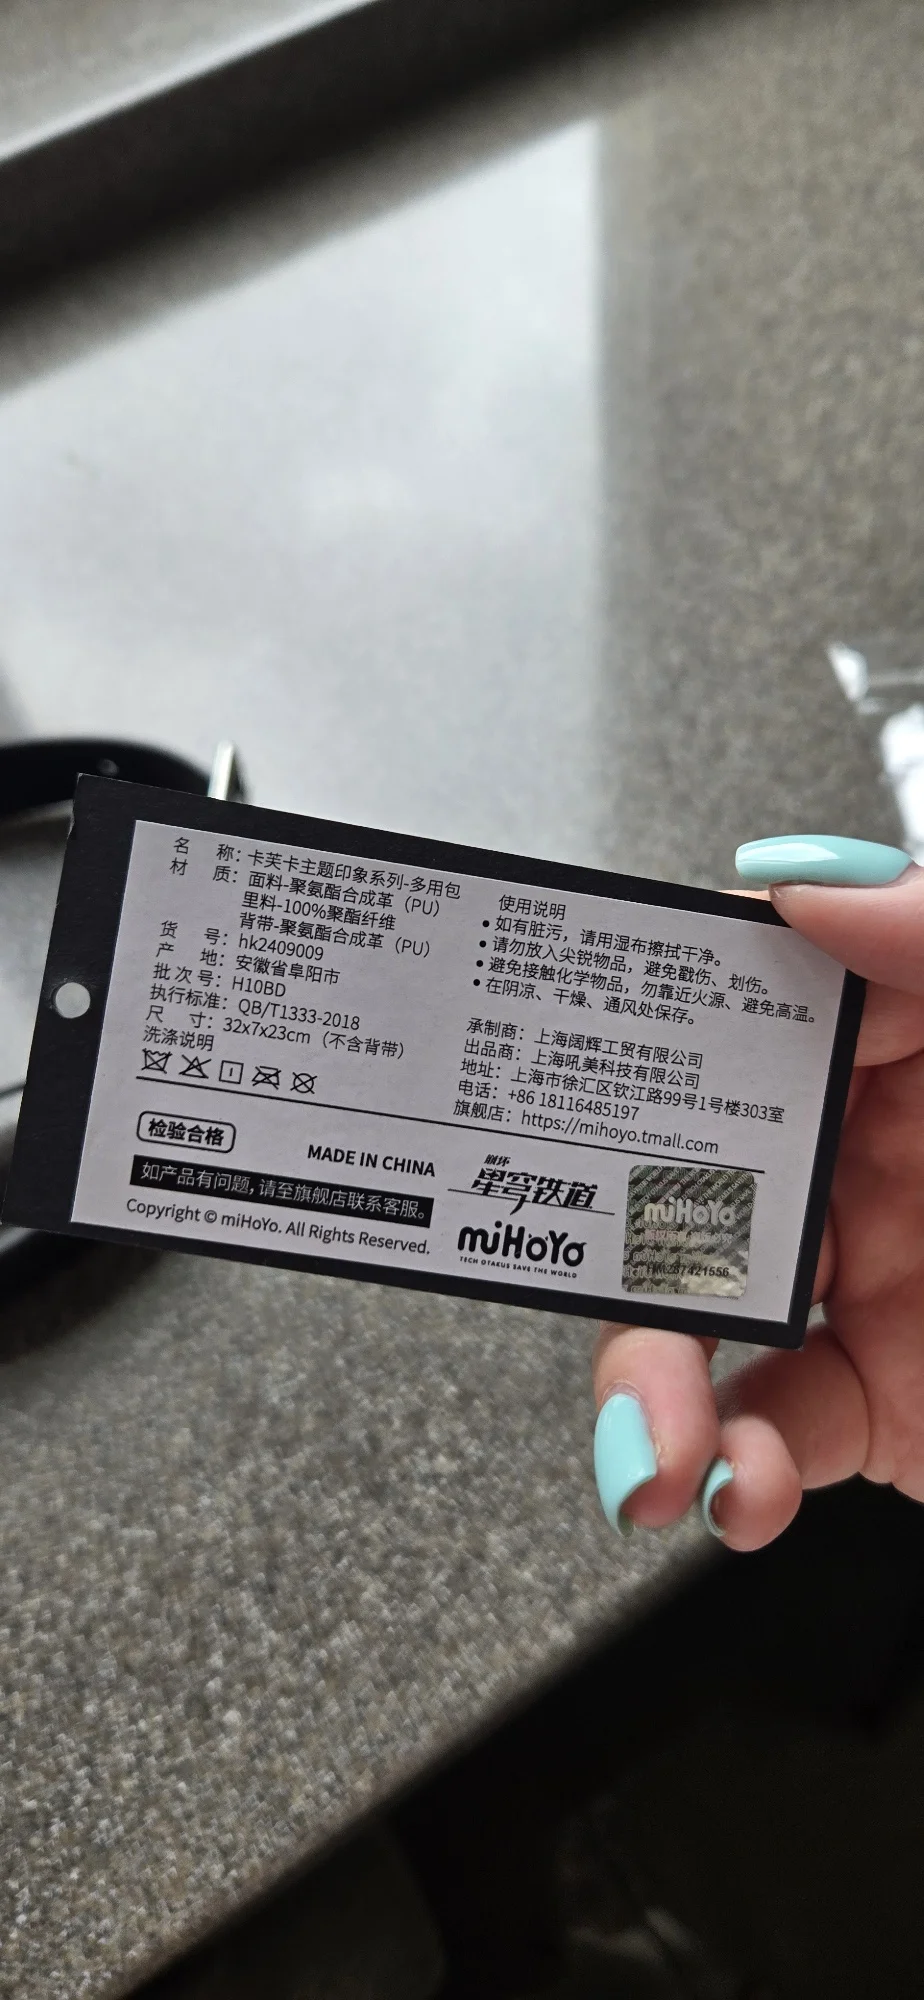 名 称：卡芙卡主题印象系列-多用包
材 质：面料-聚氨酯合成革（PU）
里料-100%聚酯纤维
背带-聚氨酯合成革（PU）
货 号：hk2409009
产 地：安徽省阜阳市
批次号：H10BD
执行标准：QB/T1333-2018
尺 寸：32x7x23cm（不含背带）
洗涤说明
使用说明
•如有脏污，请用湿布擦拭干净。
•请勿放入尖锐物品，避免戳伤、划伤。
•避免接触化学物品，勿靠近火源、避免高温。
•在阴凉、干燥、通风处保存。
承制商：上海阔辉工贸有限公司
出品商：上海吼美科技有限公司
地址：上海市徐汇区钦江路99号1号楼303室
电话：+86 18116485197
旗舰店：https://mihoyo.tmall.com
检验合格
MADE IN CHINA
如产品有问题，请至旗舰店联系客服。
Copyright © miHoYo. All Rights Reserved.
崩坏
星穹铁道
miHoYo
TECH OTAKUS SAVE THE WORLD
miHoYo